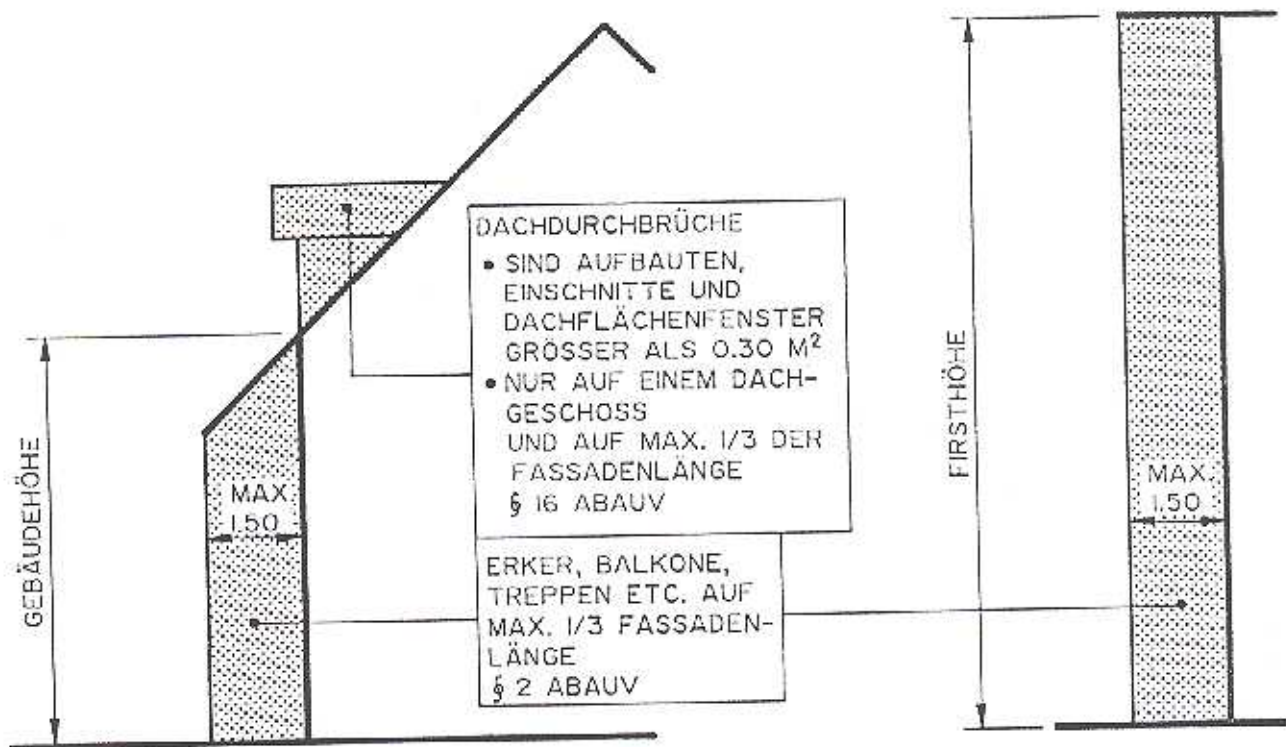 GEBÄUDEHÖHE
MAX.
1.50
DACHDURCHBRÜCHE
• SIND AUFBAUTEN,
EINSCHNITTE UND
DACHFLÄCHENFENSTER
GRÖSSER ALS 0.30 M²
• NUR AUF EINEM DACH-
GESCHOSS
UND AUF MAX. 1/3 DER
FASSADENLÄNGE
§ 16 ABAUV
ERKER, BALKONE,
TREPPEN ETC. AUF
MAX. 1/3 FASSADEN-
LÄNGE
§ 2 ABAUV
FIRSTHÖHE
MAX.
1.50